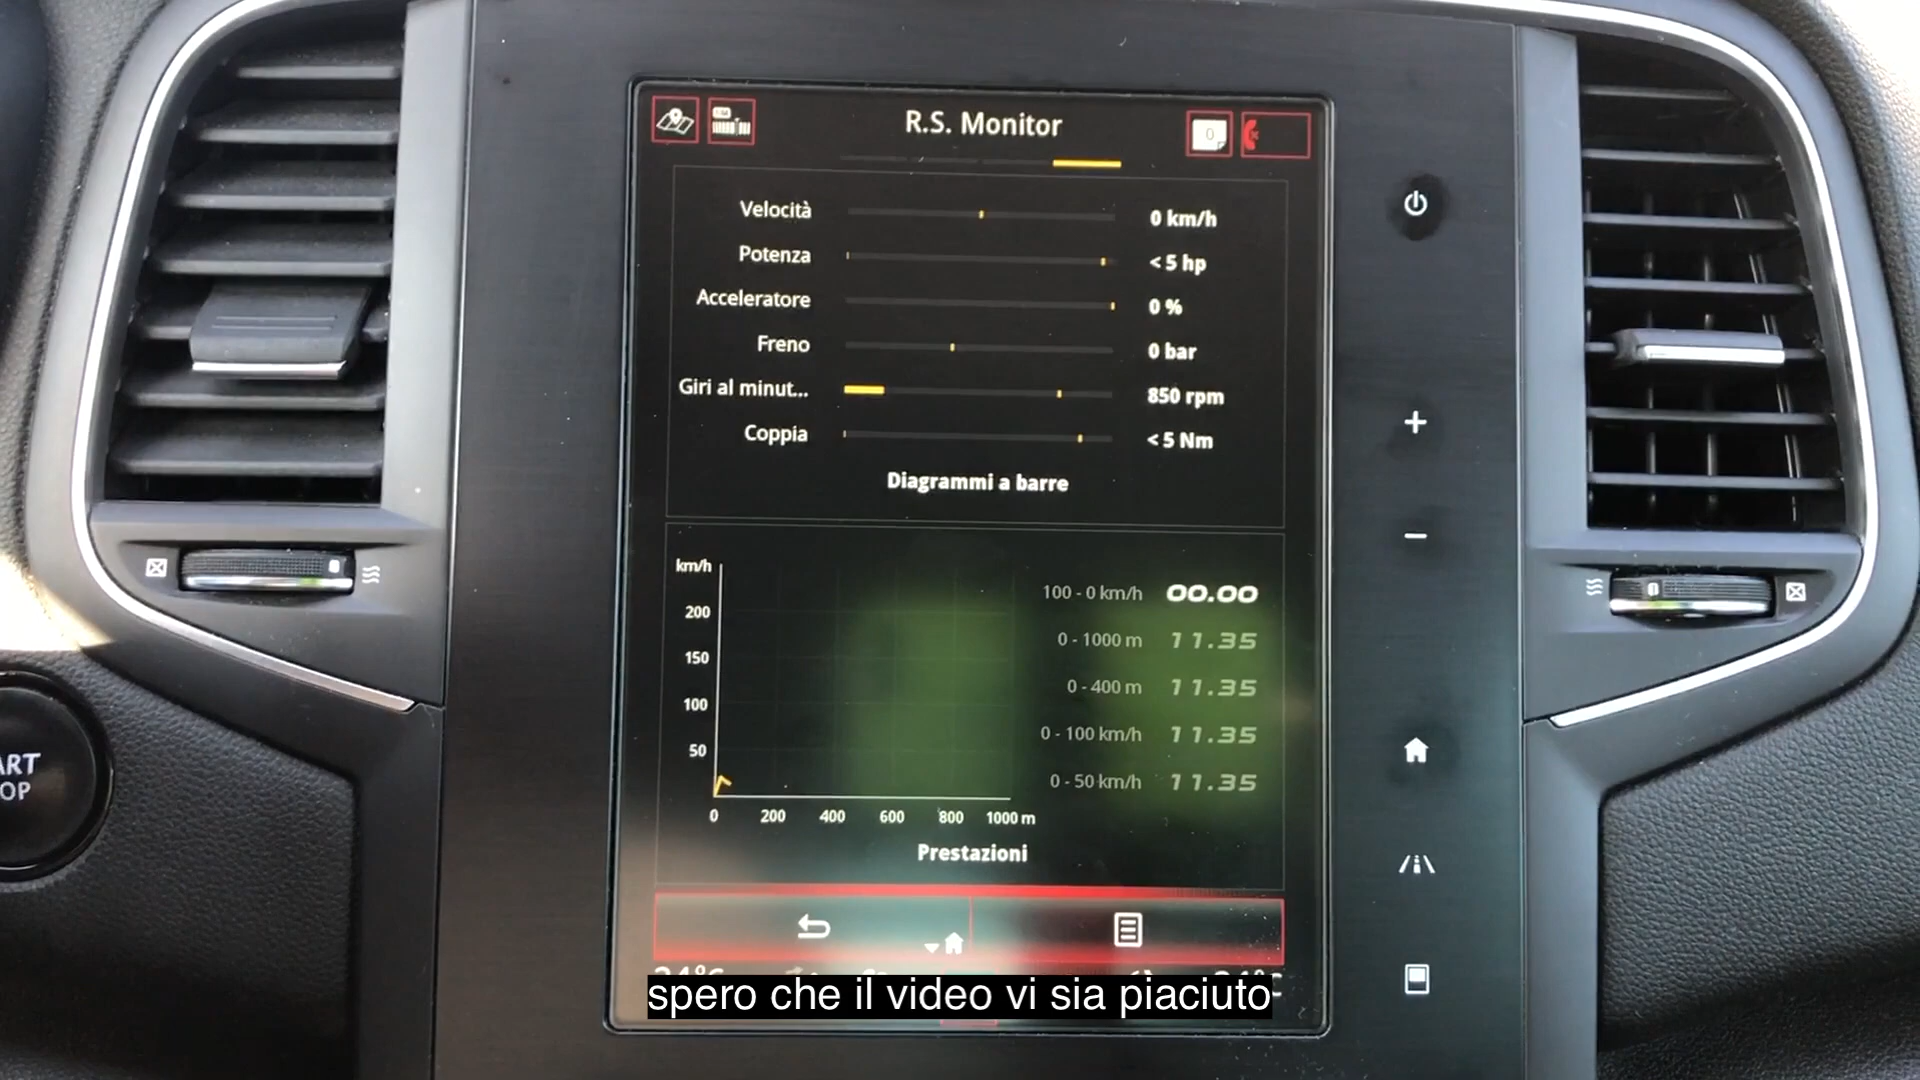 R.S. Monitor
0
Velocità 0 km/h
Potenza < 5 hp
Acceleratore 0 %
Freno 0 bar
Giri al minut... 850 rpm
Coppia < 5 Nm
Diagrammi a barre
km/h
200
150
100
50
0 200 400 600 800 1000 m
100 - 0 km/h 00.00
0 - 1000 m 11.35
0 - 400 m 11.35
0 - 100 km/h 11.35
0 - 50 km/h 11.35
Prestazioni
ART
OP
spero che il video vi sia piaciuto